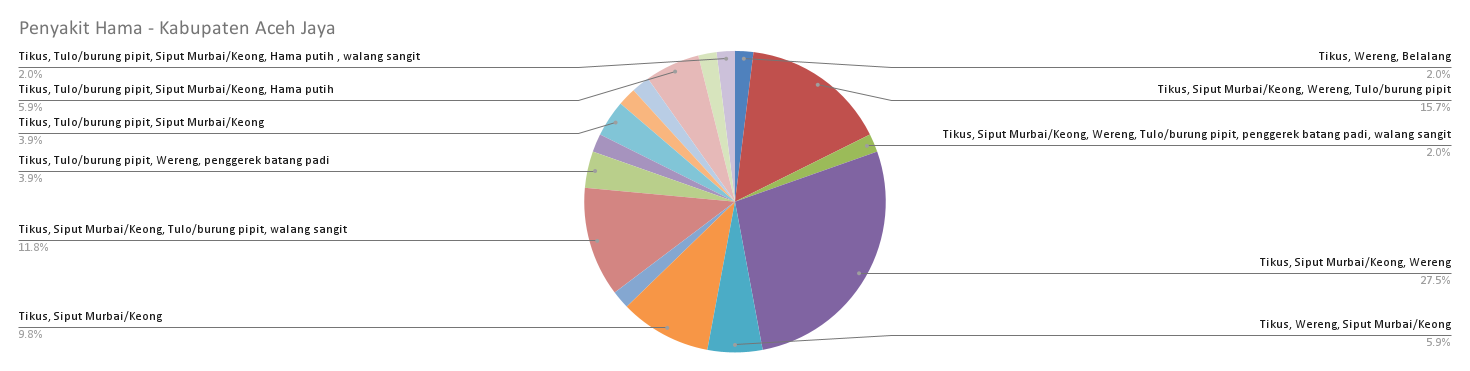 Penyakit Hama - Kabupaten Aceh Jaya
Tikus, Tulo/burung pipit, Siput Murbai/Keong, Hama putih , walang sangit
2.0%
Tikus, Tulo/burung pipit, Siput Murbai/Keong, Hama putih
5.9%
Tikus, Tulo/burung pipit, Siput Murbai/Keong
3.9%
Tikus, Tulo/burung pipit, Wereng, penggerek batang padi
3.9%
Tikus, Siput Murbai/Keong, Tulo/burung pipit, walang sangit
11.8%
Tikus, Siput Murbai/Keong
9.8%
Tikus, Wereng, Belalang
2.0%
Tikus, Siput Murbai/Keong, Wereng, Tulo/burung pipit
15.7%
Tikus, Siput Murbai/Keong, Wereng, Tulo/burung pipit, penggerek batang padi, walang sangit
2.0%
Tikus, Siput Murbai/Keong, Wereng
27.5%
Tikus, Wereng, Siput Murbai/Keong
5.9%